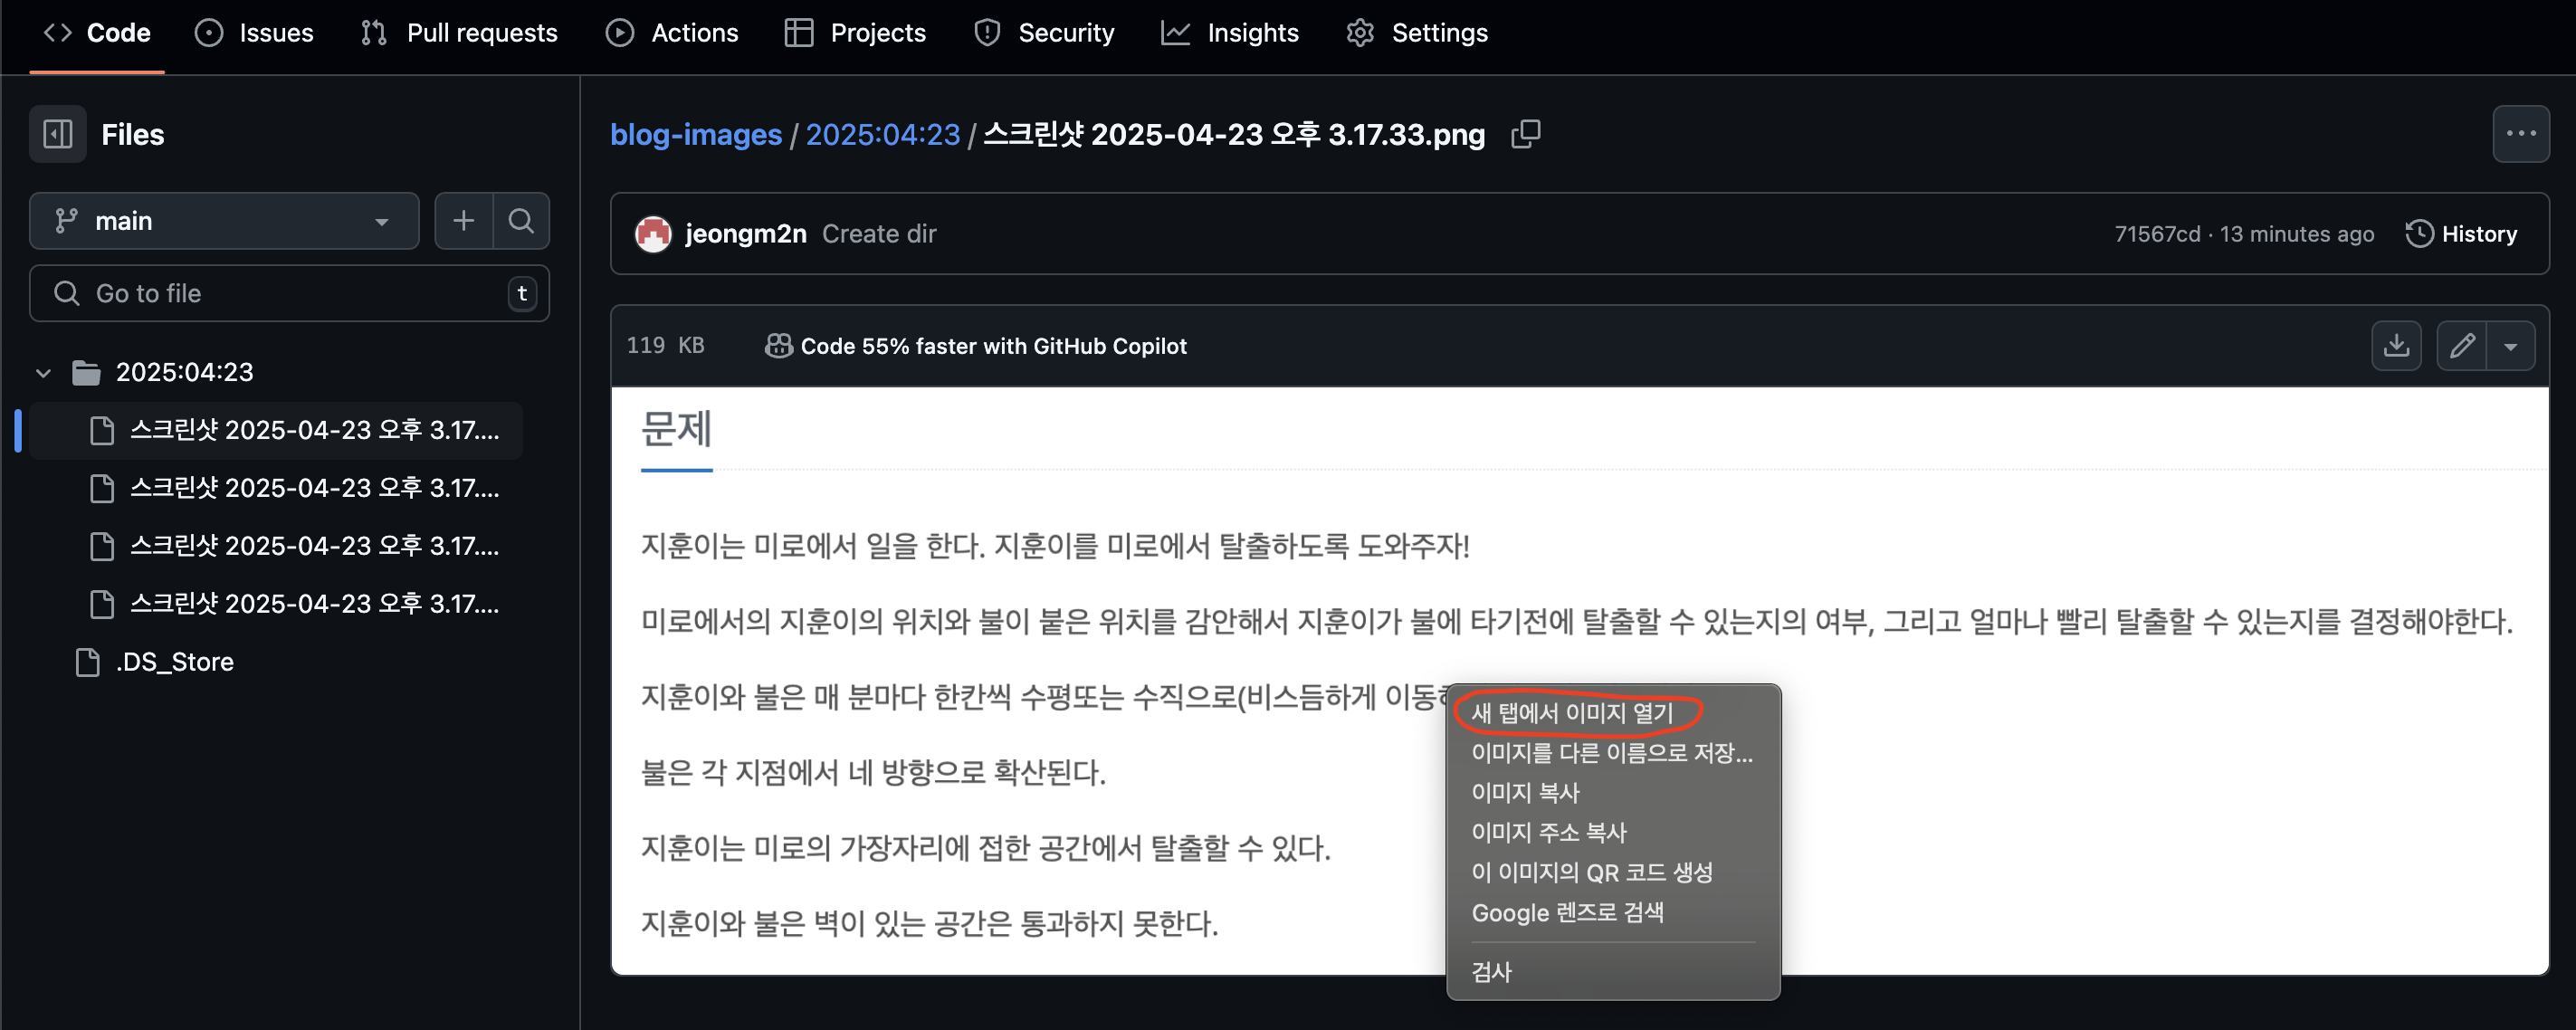 Code Issues Pull requests Actions Projects Security Insights Settings
Files
main
Go to file t
2025:04:23
스크린샷 2025-04-23 오후 3.17....
스크린샷 2025-04-23 오후 3.17....
스크린샷 2025-04-23 오후 3.17....
스크린샷 2025-04-23 오후 3.17....
.DS_Store
blog-images / 2025:04:23 / 스크린샷 2025-04-23 오후 3.17.33.png
jeongm2n Create dir 71567cd · 13 minutes ago History
119 KB Code 55% faster with GitHub Copilot
문제
지훈이는 미로에서 일을 한다. 지훈이를 미로에서 탈출하도록 도와주자!
미로에서의 지훈이의 위치와 불이 붙은 위치를 감안해서 지훈이가 불에 타기전에 탈출할 수 있는지의 여부, 그리고 얼마나 빨리 탈출할 수 있는지를 결정해야한다.
지훈이와 불은 매 분마다 한칸씩 수평또는 수직으로(비스듬하게
불은 각 지점에서 네 방향으로 확산된다.
지훈이는 미로의 가장자리에 접한 공간에서 탈출할 수 있다.
지훈이와 불은 벽이 있는 공간은 통과하지 못한다.
새 탭에서 이미지 열기
이미지를 다른 이름으로 저장...
이미지 복사
이미지 주소 복사
이 이미지의 QR 코드 생성
Google 렌즈로 검색
검사